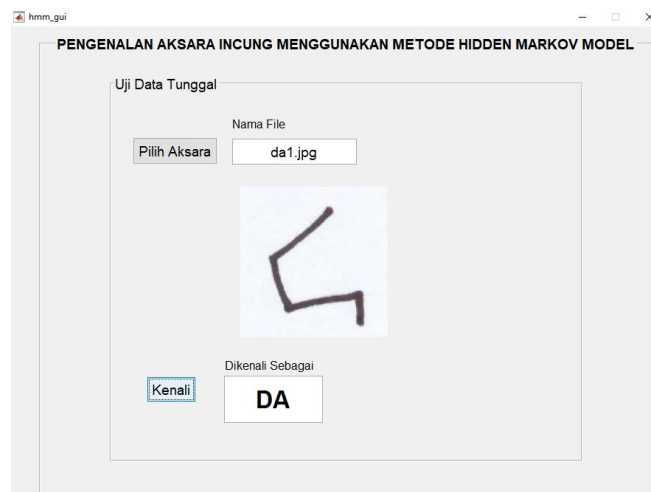 hmm_gui
PENGENALAN AKSARA INCUNG MENGGUNAKAN METODE HIDDEN MARKOV MODEL
Uji Data Tunggal
Nama File
Pilih Aksara da1.jpg
Dikenali Sebagai
Kenali DA